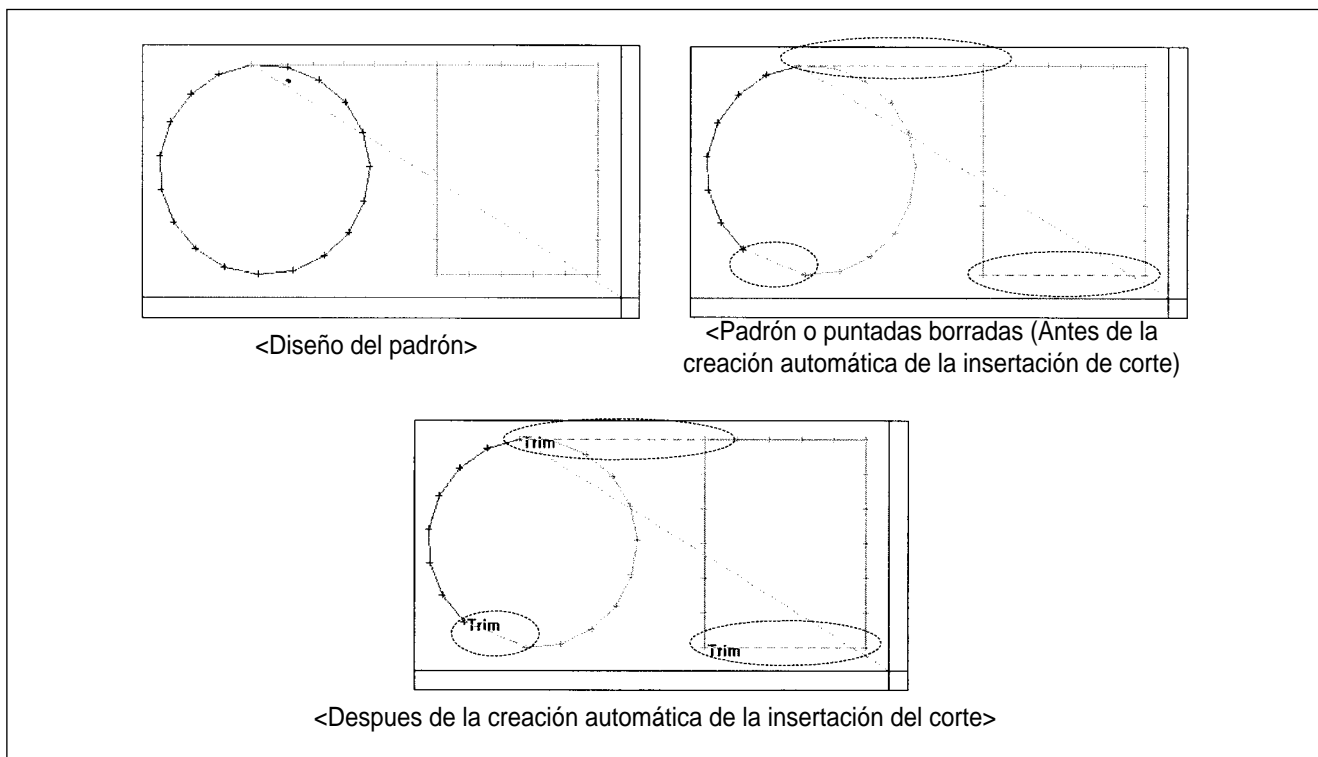 <Diseño del padrón>
<Padrón o puntadas borradas (Antes de la
creación automática de la insertación de corte)
Trim
Trim
Trim
<Despues de la creación automática de la insertación del corte>